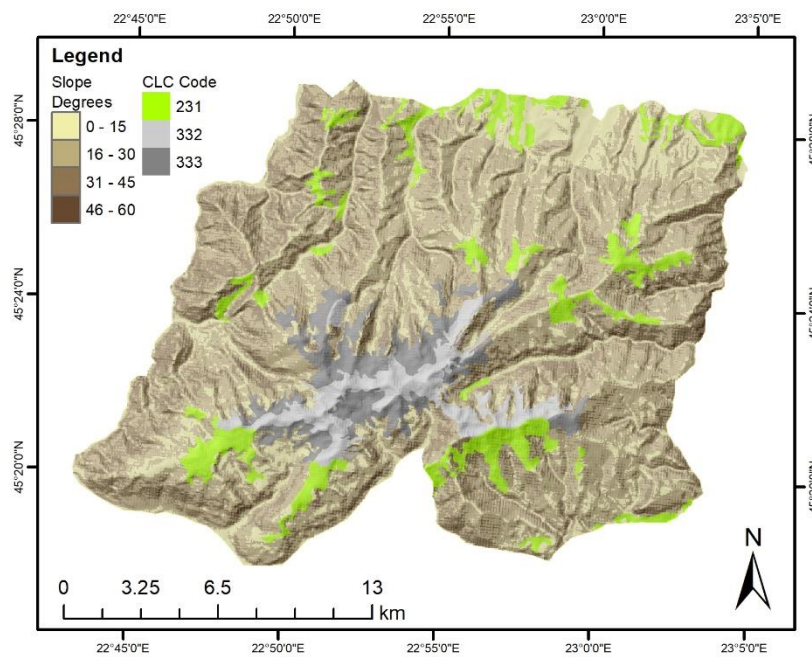 22°45'0"E 22°50'0"E 22°55'0"E 23°0'0"E 23°5'0"E
Legend
Slope
Degrees
0 - 15
16 - 30
31 - 45
46 - 60
CLC Code
231
332
333
45°28'0"N
45°24'0"N
45°20'0"N
N
0 3.25 6.5 13
km
22°45'0"E 22°50'0"E 22°55'0"E 23°0'0"E 23°5'0"E